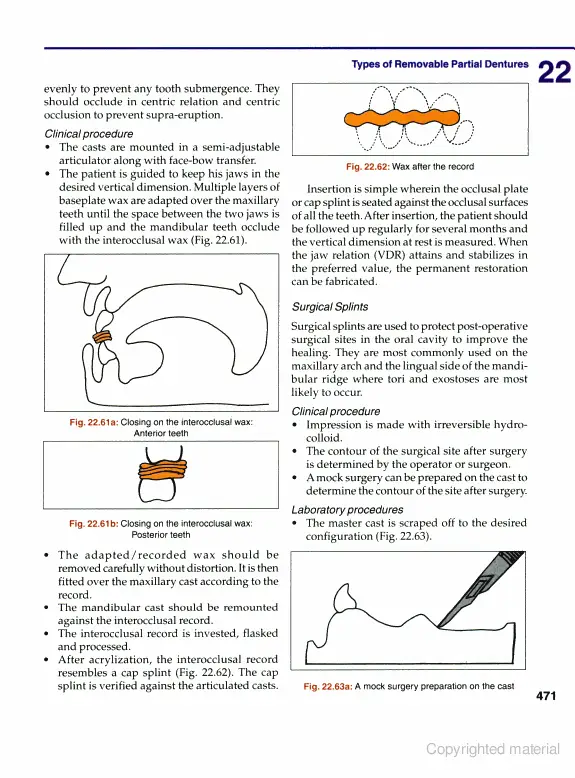 Types of Removable Partial Dentures
22
evenly to prevent any tooth submergence. They
should occlude in centric relation and centric
occlusion to prevent supra-eruption.
Clinical procedure
• The casts are mounted in a semi-adjustable
articulator along with face-bow transfer.
• The patient is guided to keep his jaws in the
desired vertical dimension. Multiple layers of
baseplate wax are adapted over the maxillary
teeth until the space between the two jaws is
filled up and the mandibular teeth occlude
with the interocclusal wax (Fig. 22.61).
Fig. 22.61a: Closing on the interocclusal wax:
Anterior teeth
Fig. 22.61b: Closing on the interocclusal wax:
Posterior teeth
• The adapted/recorded wax should be
removed carefully without distortion. It is then
fitted over the maxillary cast according to the
record.
• The mandibular cast should be remounted
against the interocclusal record.
• The interocclusal record is invested, flasked
and processed.
• After acrylization, the interocclusal record
resembles a cap splint (Fig. 22.62). The cap
splint is verified against the articulated casts.
Fig. 22.62: Wax after the record
Insertion is simple wherein the occlusal plate
or cap splint is seated against the occlusal surfaces
of all the teeth. After insertion, the patient should
be followed up regularly for several months and
the vertical dimension at rest is measured. When
the jaw relation (VDR) attains and stabilizes in
the preferred value, the permanent restoration
can be fabricated.
Surgical Splints
Surgical splints are used to protect post-operative
surgical sites in the oral cavity to improve the
healing. They are most commonly used on the
maxillary arch and the lingual side of the mandi-
bular ridge where tori and exostoses are most
likely to occur.
Clinical procedure
• Impression is made with irreversible hydro-
colloid.
• The contour of the surgical site after surgery
is determined by the operator or surgeon.
• A mock surgery can be prepared on the cast to
determine the contour of the site after surgery.
Laboratory procedures
• The master cast is scraped off to the desired
configuration (Fig. 22.63).
Fig. 22.63a: A mock surgery preparation on the cast
471
Copyrighted material